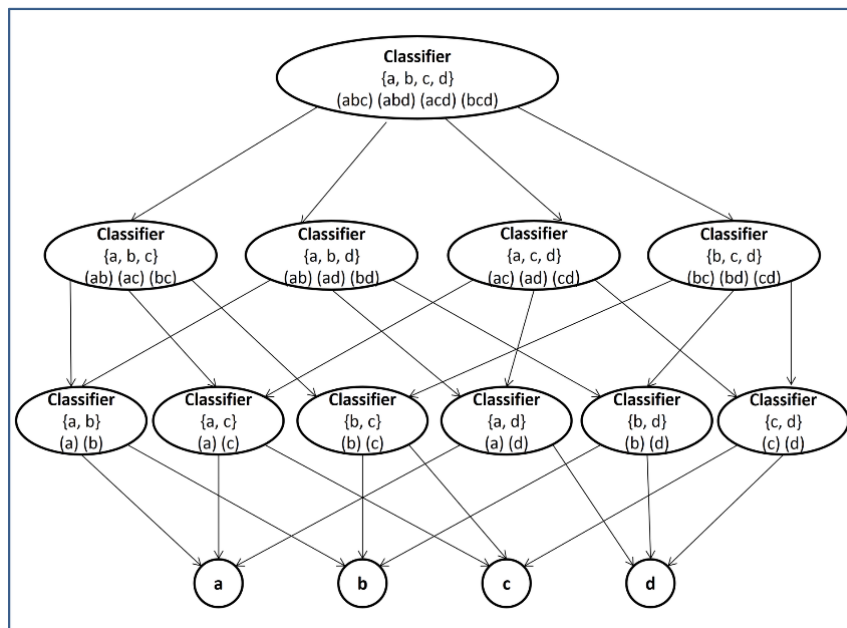 Classifier
{a, b, c, d}
(abc) (abd) (acd) (bcd)
Classifier
{a, b, c}
(ab) (ac) (bc)
Classifier
{a, b, d}
(ab) (ad) (bd)
Classifier
{a, c, d}
(ac) (ad) (cd)
Classifier
{b, c, d}
(bc) (bd) (cd)
Classifier
{a, b}
(a) (b)
Classifier
{a, c}
(a) (c)
Classifier
{b, c}
(b) (c)
Classifier
{a, d}
(a) (d)
Classifier
{b, d}
(b) (d)
Classifier
{c, d}
(c) (d)
a
b
c
d